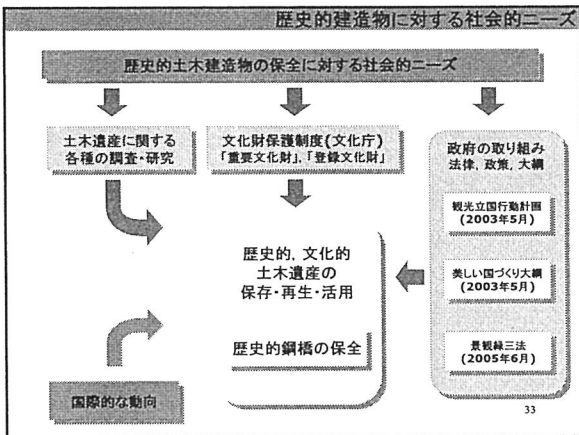 歴史的建造物に対する社会的ニーズ
歴史的土木建造物の保全に対する社会的ニーズ
土木遺産に関する
各種の調査・研究
文化財保護制度(文化庁)
「重要文化財」,「登録文化財」
政府の取り組み
法律, 政策, 大綱
観光立国行動計画
(2003年5月)
美しい国づくり大綱
(2003年5月)
景観緑三法
(2005年6月)
歴史的, 文化的
土木遺産の
保存・再生・活用
歴史的鋼橋の保全
国際的な動向
33